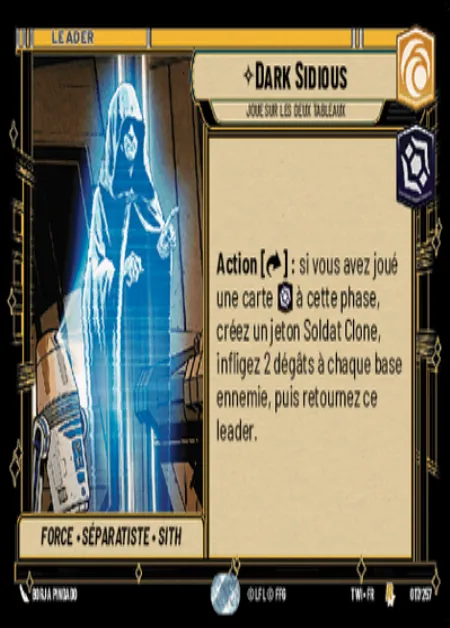 LEADER
DARK SIDIOUS
JOUE SUR LES DEUX TABLEAUX
Action [ ] : si vous avez joué
une carte à cette phase,
créez un jeton Soldat Clone,
infligez 2 dégâts à chaque base
ennemie, puis retournez ce
leader.
FORCE • SÉPARATISTE • SITH
BORJA PINDADO
© LFL © FFG
TWI • FR
017/257